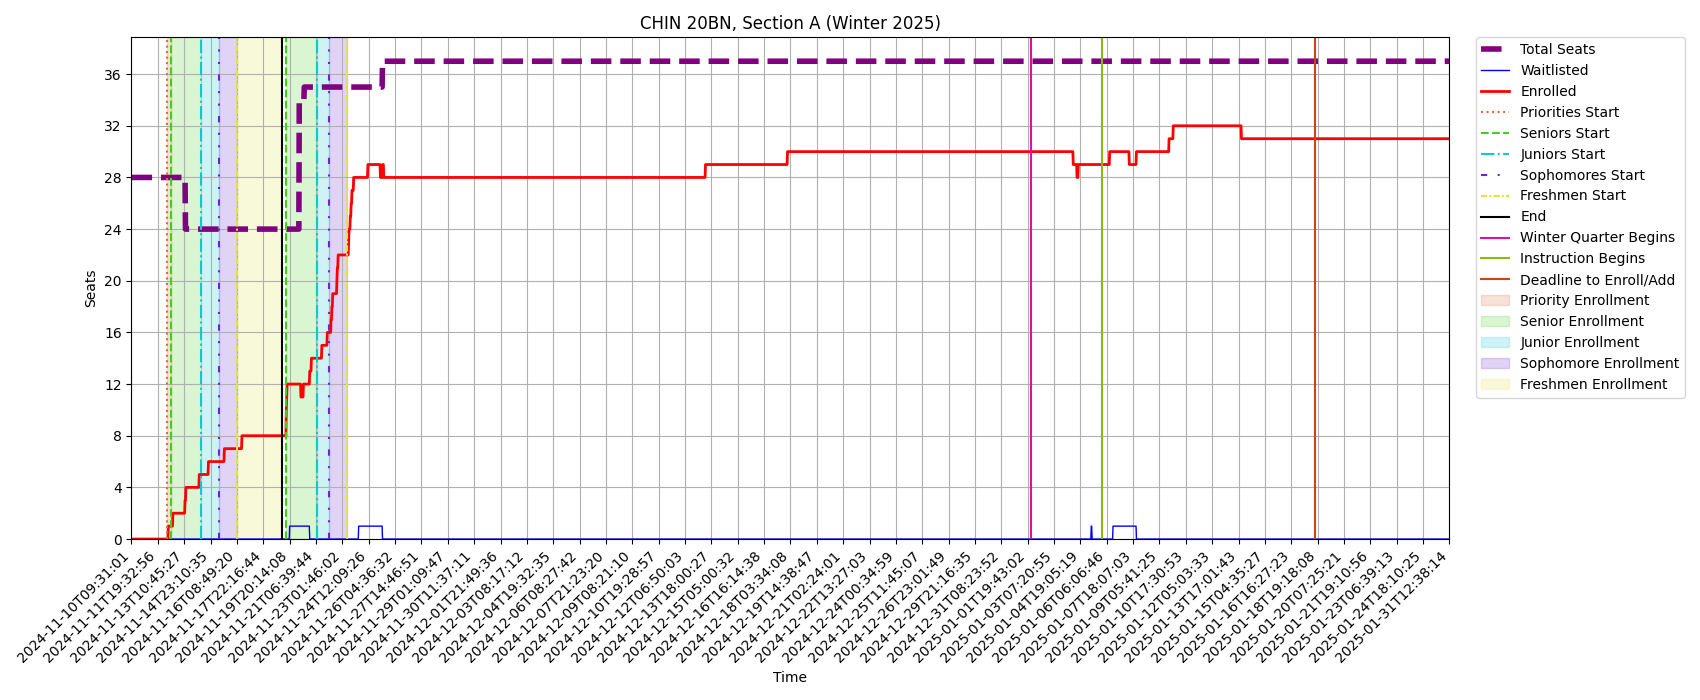 CHIN 20BN, Section A (Winter 2025)
Seats
36
32
28
24
20
16
12
8
4
0
2024-11-10T09:31:01
2024-11-11T19:32:56
2024-11-13T10:45:27
2024-11-14T23:10:35
2024-11-16T08:49:20
2024-11-17T22:16:44
2024-11-19T20:14:08
2024-11-21T06:39:44
2024-11-23T01:46:02
2024-11-24T12:09:26
2024-11-26T04:36:32
2024-11-27T14:46:51
2024-11-29T01:09:47
2024-11-30T11:37:11
2024-12-01T21:49:36
2024-12-03T08:17:12
2024-12-04T19:32:35
2024-12-06T08:27:42
2024-12-07T21:23:20
2024-12-09T08:21:10
2024-12-10T19:28:57
2024-12-12T06:50:03
2024-12-13T18:00:27
2024-12-15T05:00:32
2024-12-16T16:14:38
2024-12-18T03:34:08
2024-12-19T14:38:47
2024-12-21T02:24:01
2024-12-22T13:27:03
2024-12-24T00:34:59
2024-12-25T11:45:07
2024-12-26T23:01:49
2024-12-29T21:16:35
2024-12-31T08:23:52
2025-01-01T19:43:02
2025-01-03T07:20:55
2025-01-04T19:05:19
2025-01-06T06:06:46
2025-01-07T18:07:03
2025-01-09T05:41:25
2025-01-10T17:30:53
2025-01-12T05:03:33
2025-01-13T17:01:43
2025-01-15T04:35:27
2025-01-16T16:27:23
2025-01-18T19:18:08
2025-01-20T07:25:21
2025-01-21T19:10:56
2025-01-23T06:39:13
2025-01-24T18:10:25
2025-01-31T12:38:14
Time
Total Seats
Waitlisted
Enrolled
Priorities Start
Seniors Start
Juniors Start
Sophomores Start
Freshmen Start
End
Winter Quarter Begins
Instruction Begins
Deadline to Enroll/Add
Priority Enrollment
Senior Enrollment
Junior Enrollment
Sophomore Enrollment
Freshmen Enrollment